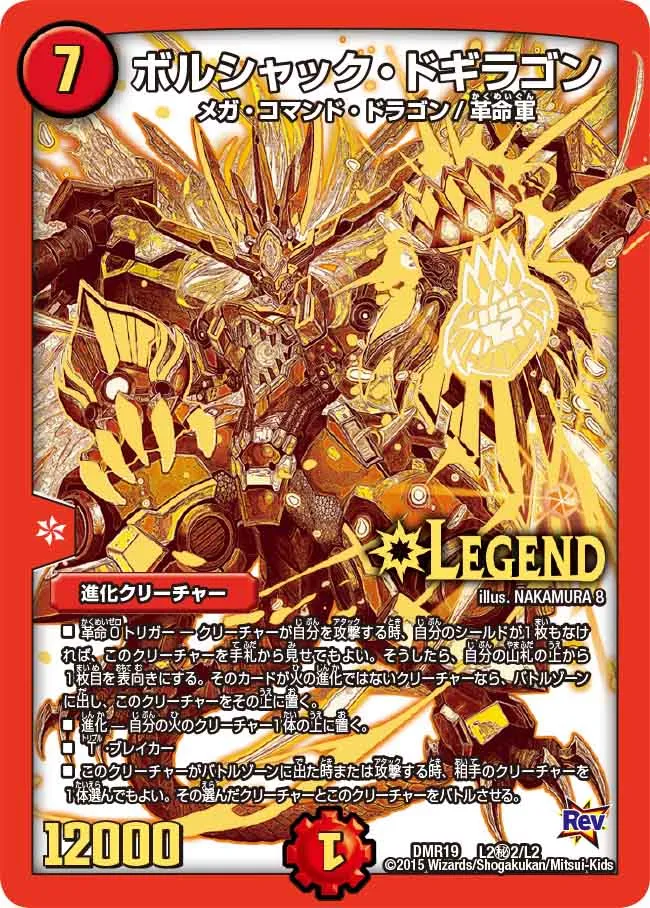 7
ボルシャック・ドギラゴン
メガ・コマンド・ドラゴン/革命軍
かくめいぐん
LEGEND
進化クリーチャー
illus. NAKAMURA 8
■ 革命0トリガー ― クリーチャーが自分を攻撃する時、自分のシールドが1枚もなけ
れば、このクリーチャーを手札から見せてもよい。そうしたら、自分の山札の上から
1枚目を表向きにする。そのカードが火の進化ではないクリーチャーなら、バトルゾーン
に出し、このクリーチャーをその上に置く。
■ 進化 ― 自分の火のクリーチャー1体の上に置く。
■ T・ブレイカー
■ このクリーチャーがバトルゾーンに出た時または攻撃する時、相手のクリーチャーを
1体選んでもよい。その選んだクリーチャーとこのクリーチャーをバトルさせる。
12000
1
Rev
DMR19 L2㊙2/L2
©2015 Wizards/Shogakukan/Mitsui-Kids